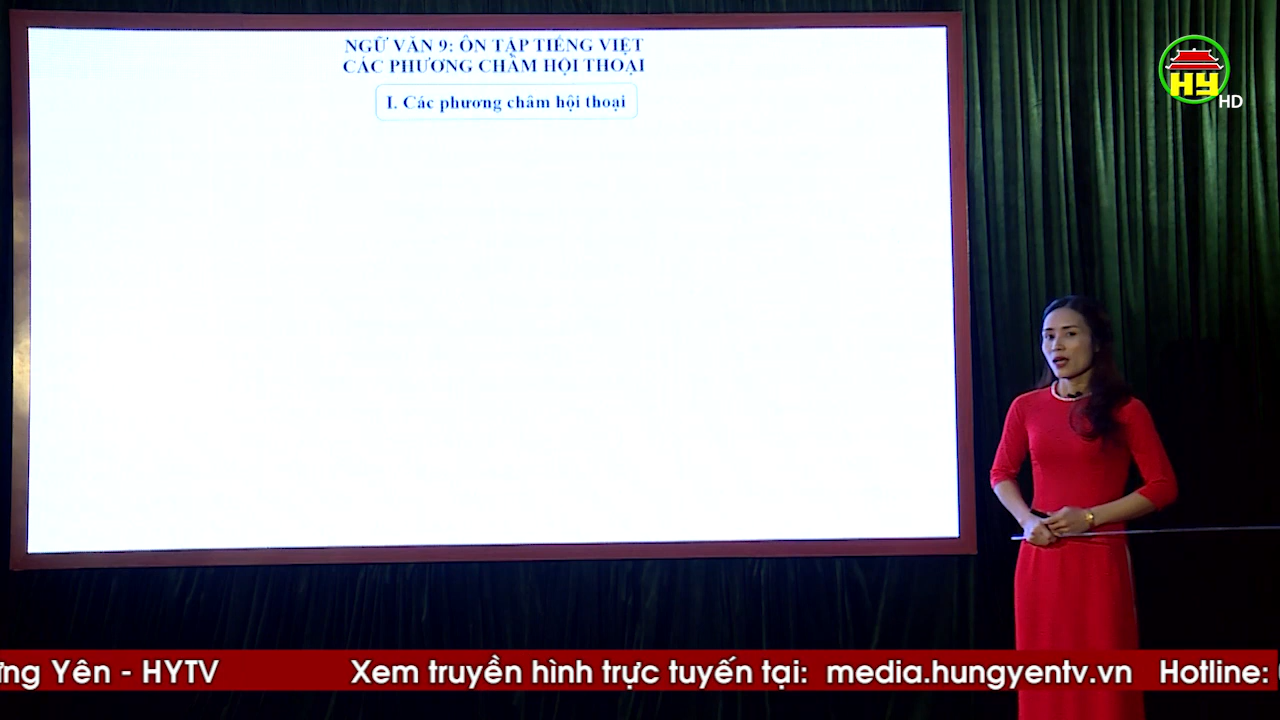 NGỮ VĂN 9: ÔN TẬP TIẾNG VIỆT
CÁC PHƯƠNG CHÂM HỘI THOẠI
I. Các phương châm hội thoại
HY
HD
Yên - HYTV Xem truyền hình trực tuyến tại: media.hungyentv.vn Hotline: